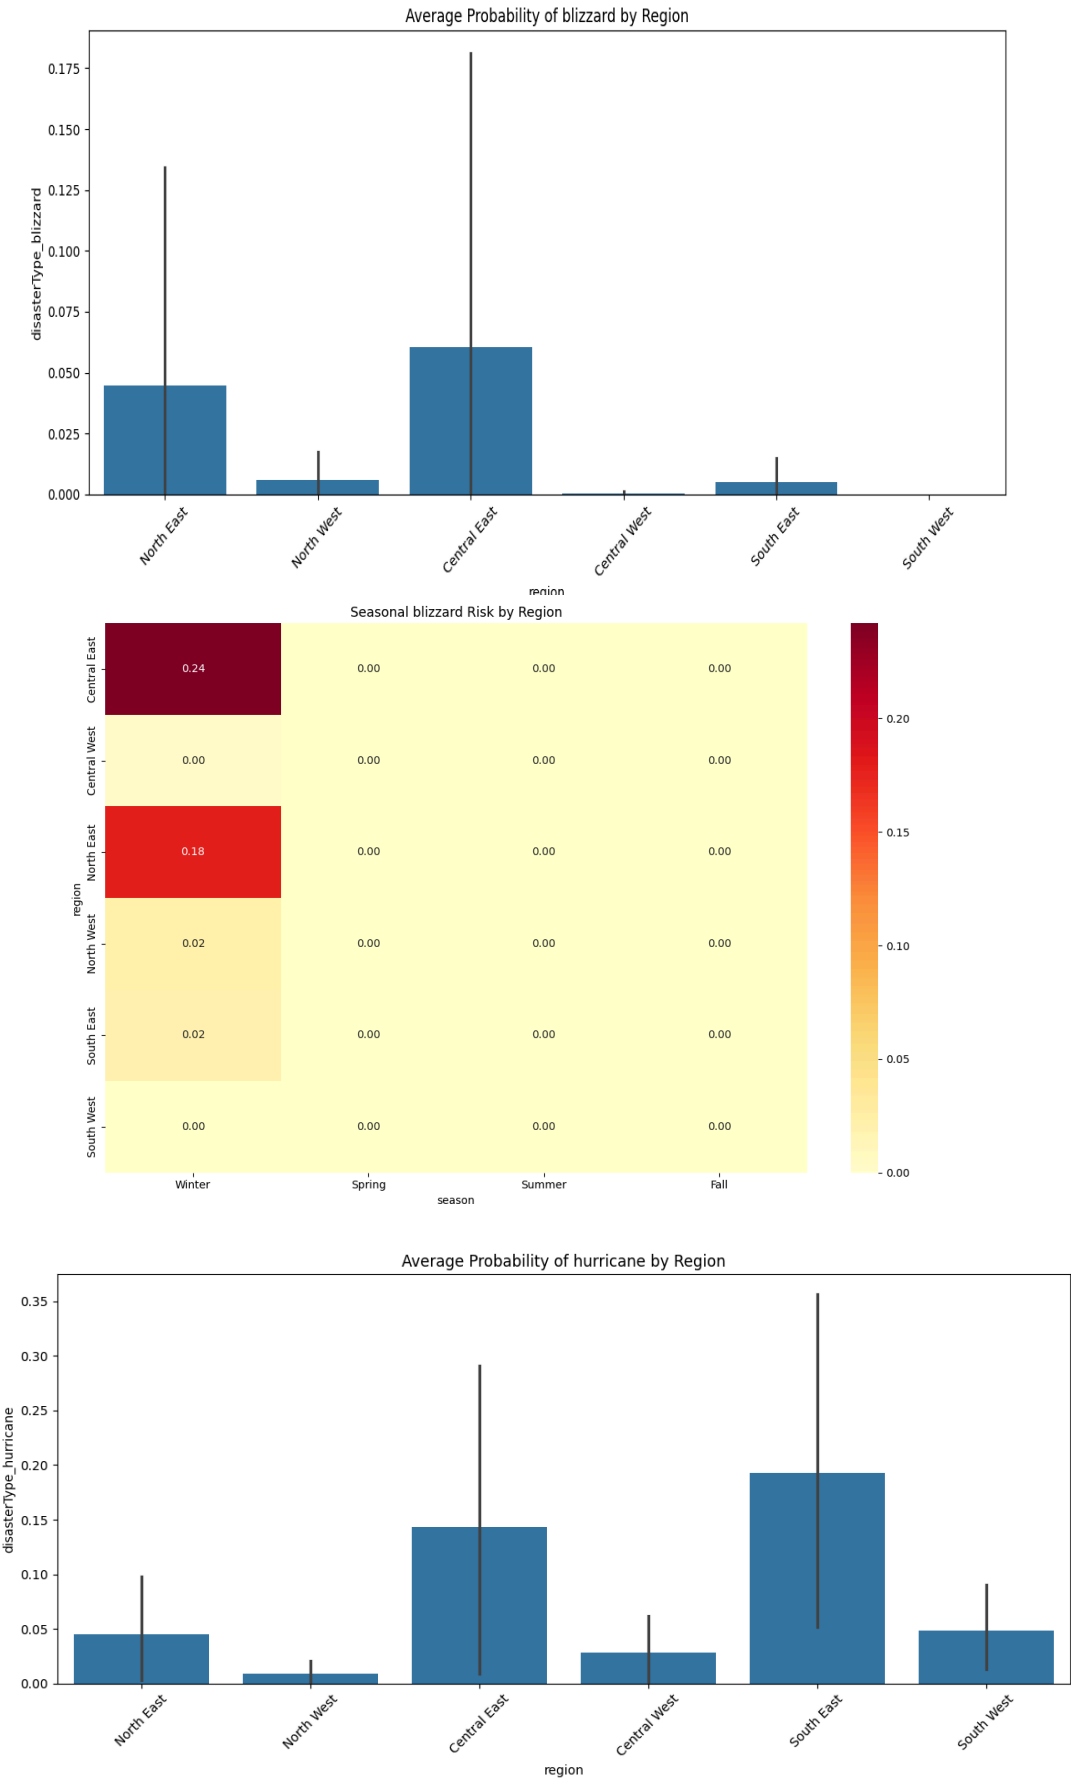 Average Probability of blizzard by Region
disasterType_blizzard
0.175
0.150
0.125
0.100
0.075
0.050
0.025
0.000
North East
North West
Central East
Central West
South East
South West
region
Seasonal blizzard Risk by Region
region
Central East
0.24
0.00
0.00
0.00
Central West
0.00
0.00
0.00
0.00
North East
0.18
0.00
0.00
0.00
North West
0.02
0.00
0.00
0.00
South East
0.02
0.00
0.00
0.00
South West
0.00
0.00
0.00
0.00
Winter
Spring
Summer
Fall
season
0.20
0.15
0.10
0.05
0.00
Average Probability of hurricane by Region
disasterType_hurricane
0.35
0.30
0.25
0.20
0.15
0.10
0.05
0.00
North East
North West
Central East
Central West
South East
South West
region